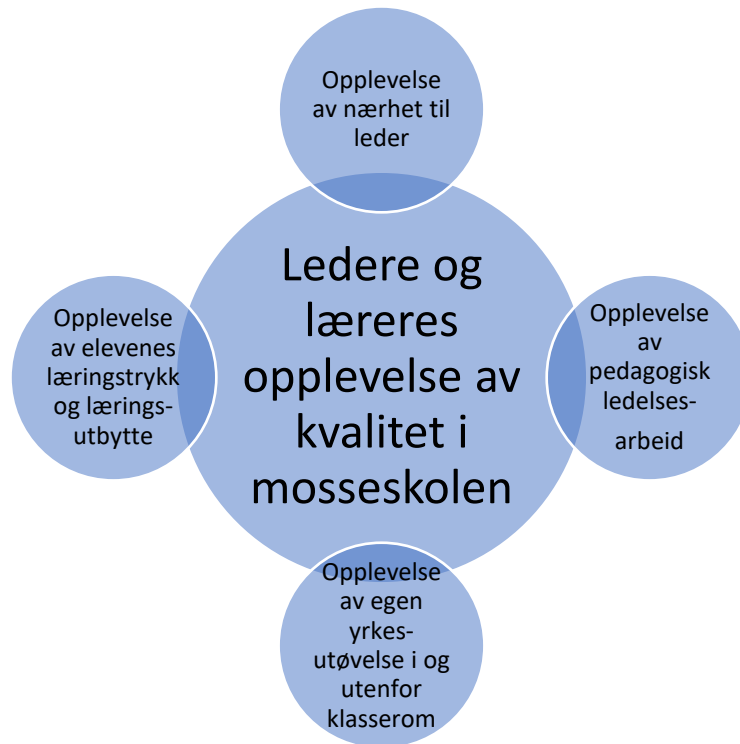 Opplevelse
av nærhet til
leder
Ledere og
læreres
opplevelse av
kvalitet i
mosseskolen
Opplevelse
av elevenes
læringstrykk
og lærings-
utbytte
Opplevelse
av
pedagogisk
ledelses-
arbeid
Opplevelse
av egen
yrkes-
utøvelse i og
utenfor
klasserom